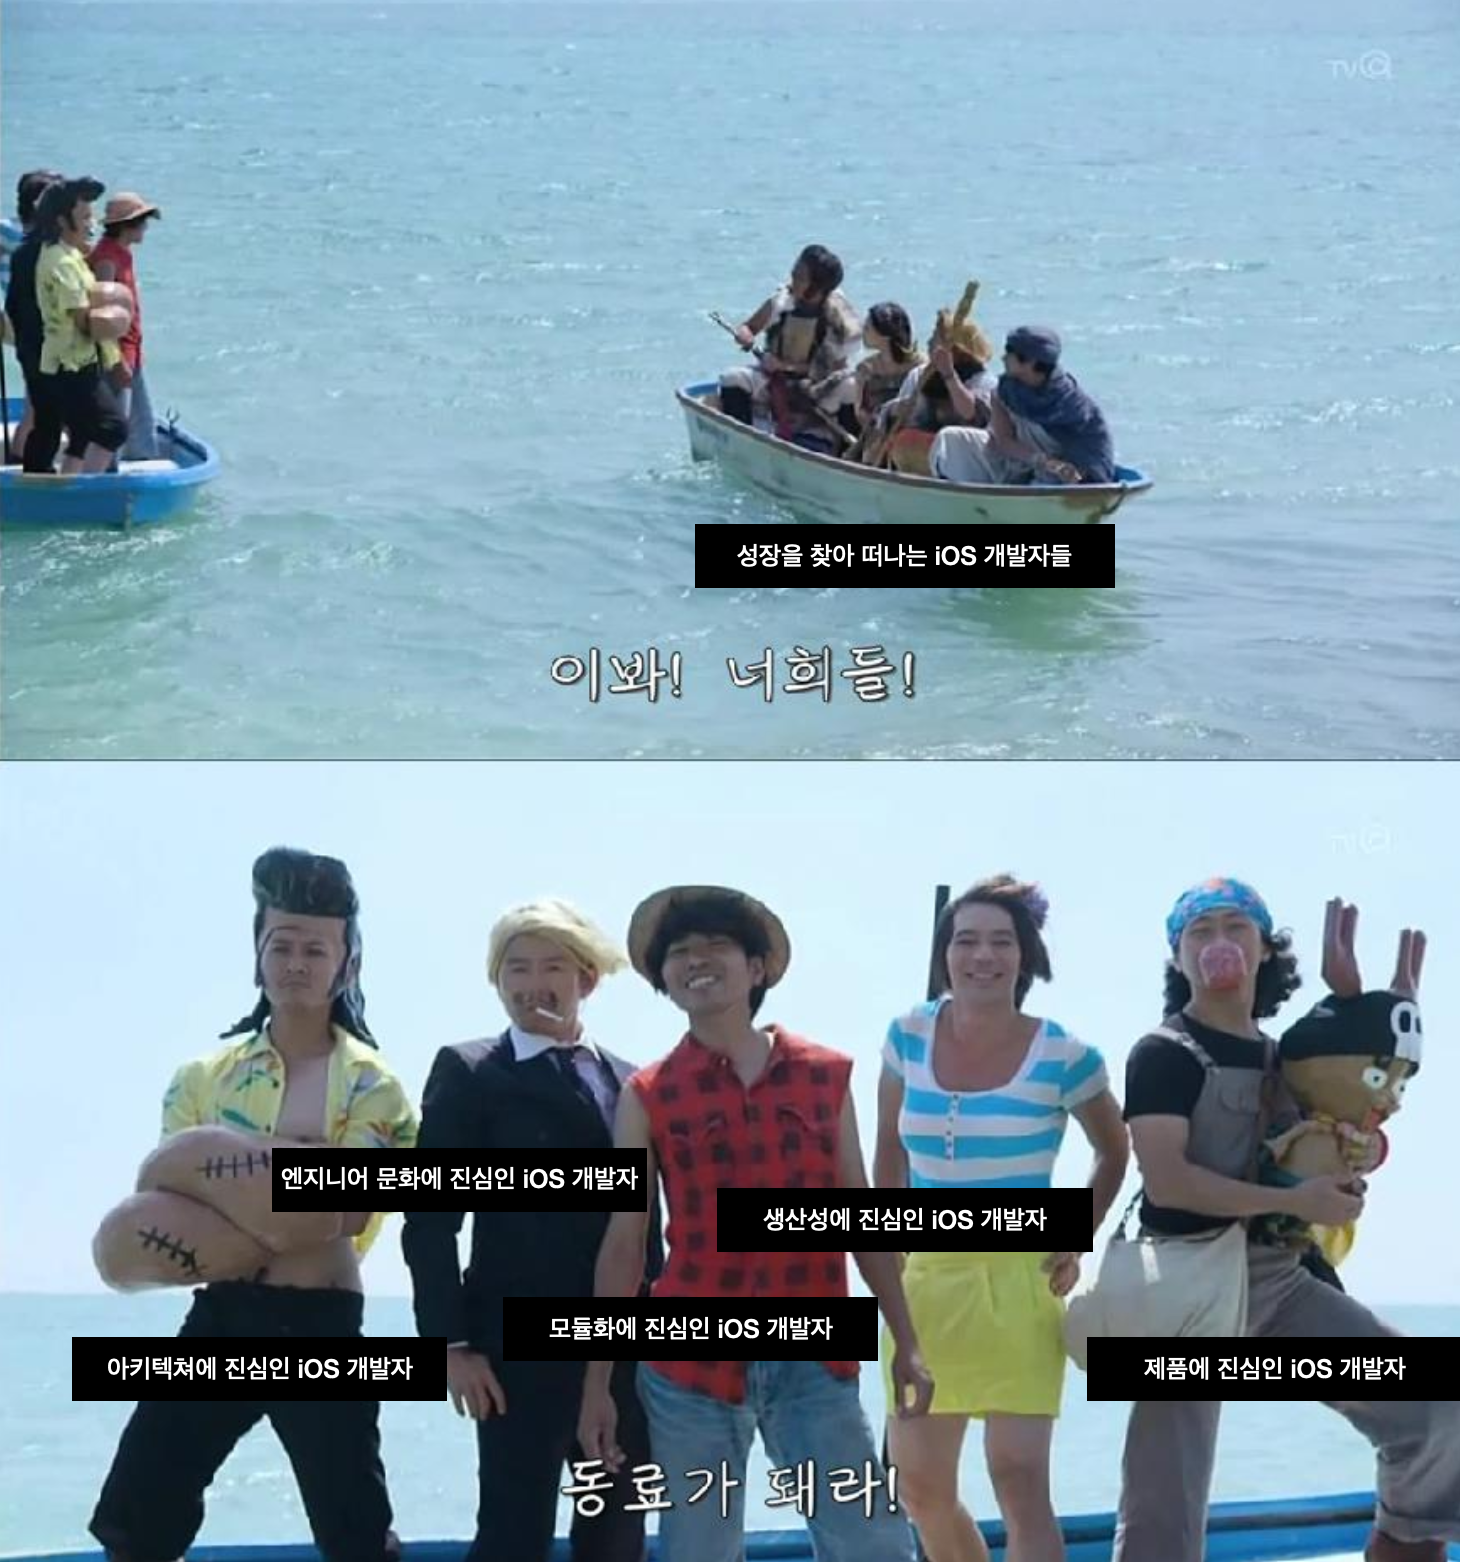 TVQ
성장을 찾아 떠나는 iOS 개발자들
이봐! 너희들!
TVQ
엔지니어 문화에 진심인 iOS 개발자
생산성에 진심인 iOS 개발자
모듈화에 진심인 iOS 개발자
아키텍쳐에 진심인 iOS 개발자
제품에 진심인 iOS 개발자
동료가 돼라!